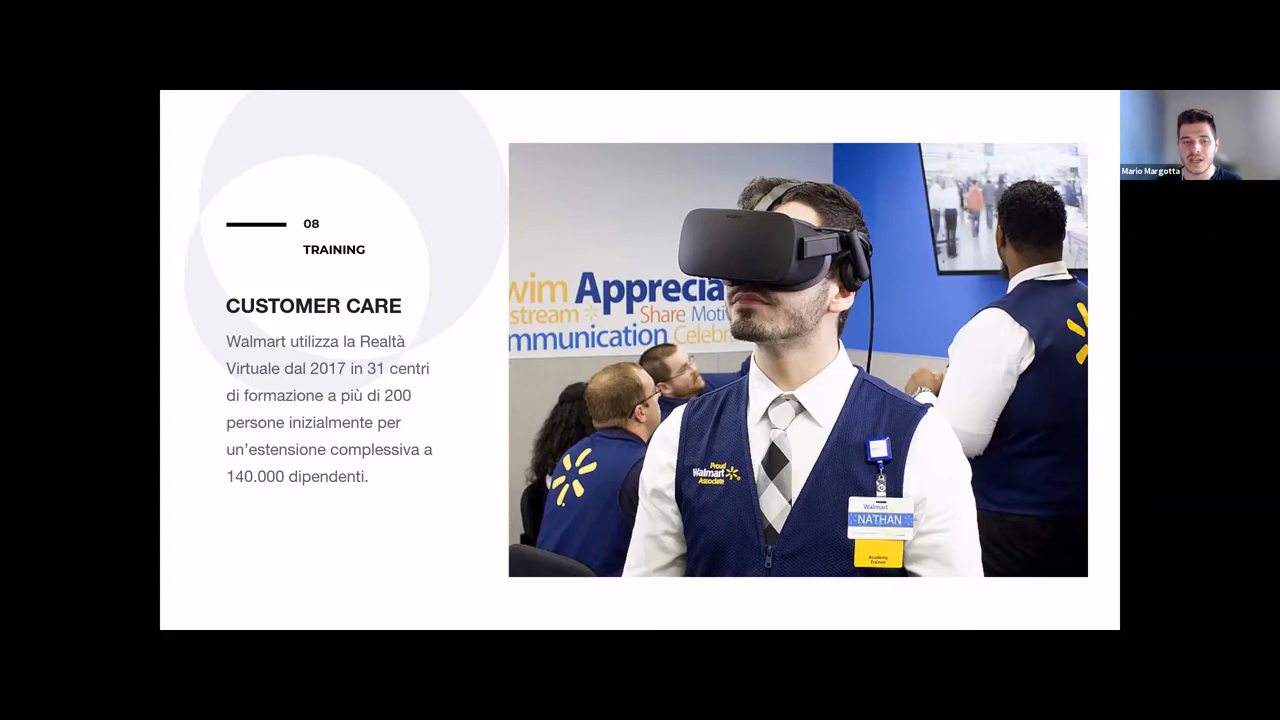 08
TRAINING
CUSTOMER CARE
Walmart utilizza la Realtà
Virtuale dal 2017 in 31 centri
di formazione a più di 200
persone inizialmente per
un’estensione complessiva a
140.000 dipendenti.
wim Apprecia
stream Share Moti
mmunication Celebr
Proud
Walmart
Associate
Walmart
NATHAN
Academy
Trainee
Mario Margotta